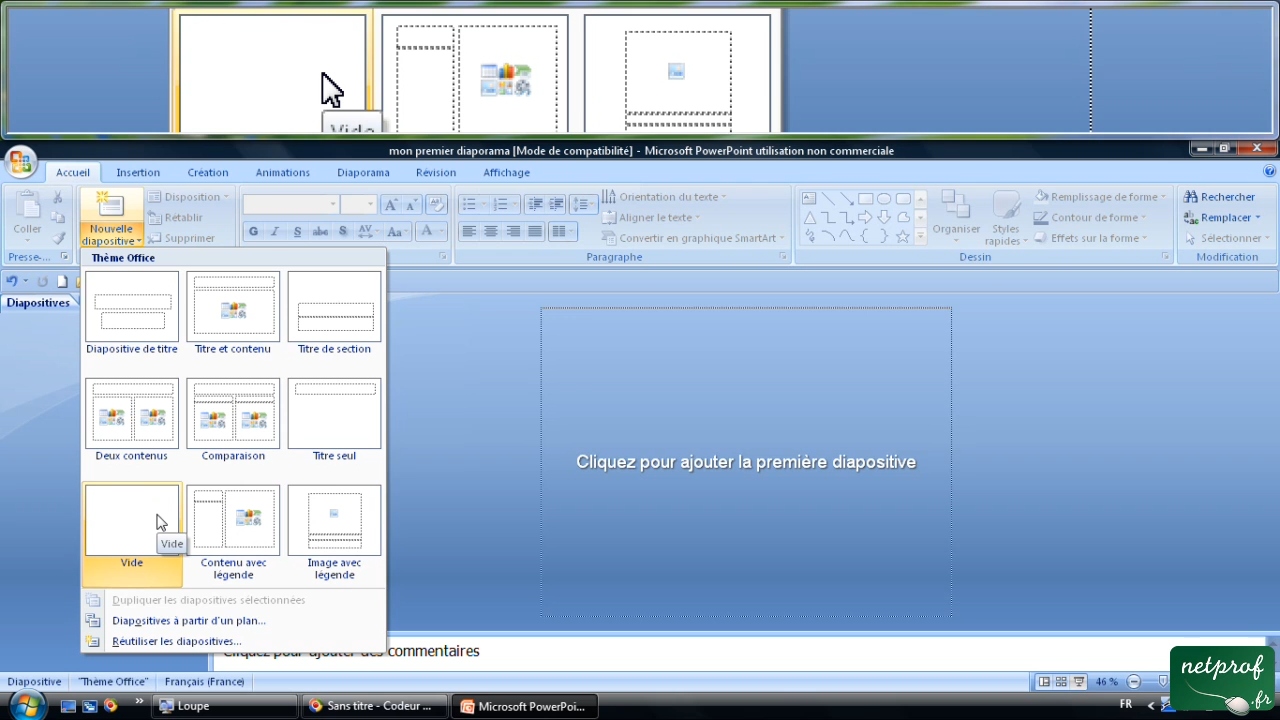 Vide
mon premier diaporama [Mode de compatibilité] - Microsoft PowerPoint utilisation non commerciale
Accueil Insertion Création Animations Diaporama Révision Affichage
Coller
Nouvelle
diapositive
Disposition
Rétablir
Supprimer
G I S abc S AV Aa A
A A
Orientation du texte
Aligner le texte
Convertir en graphique SmartArt
Organiser
Styles
rapides
Remplissage de forme
Contour de forme
Effets sur la forme
Rechercher
Remplacer
Sélectionner
Presse-...
Paragraphe
Dessin
Modification
Thème Office
Diapositives
Diapositive de titre
Titre et contenu
Titre de section
Deux contenus
Comparaison
Titre seul
Vide
Vide
Contenu avec
légende
Image avec
légende
Dupliquer les diapositives sélectionnées
Diapositives à partir d'un plan...
Réutiliser les diapositives...
Cliquez pour ajouter la première diapositive
Cliquez pour ajouter des commentaires
Diapositive
"Thème Office"
Français (France)
46 %
netprof
.fr
Loupe
Sans titre - Codeur ...
Microsoft PowerPoi...
FR